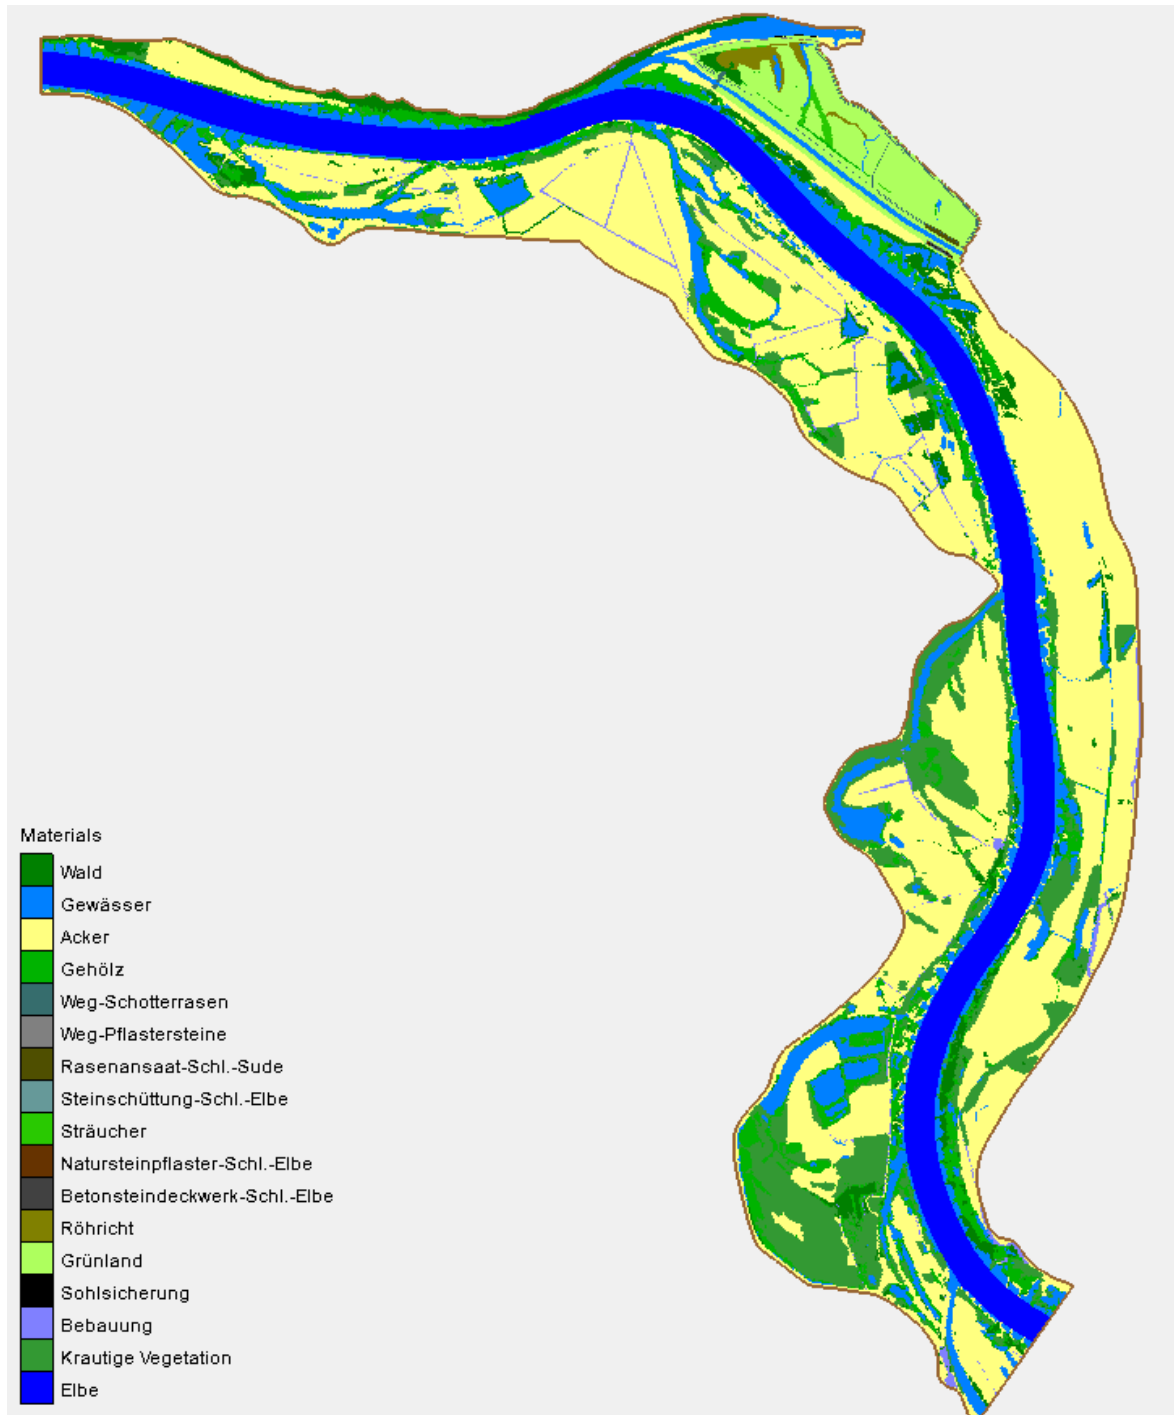 Materials
Wald
Gewässer
Acker
Gehölz
Weg-Schotterrasen
Weg-Pflastersteine
Rasenansaat-Schl.-Sude
Steinschüttung-Schl.-Elbe
Sträucher
Natursteinpflaster-Schl.-Elbe
Betonsteindeckwerk-Schl.-Elbe
Röhricht
Grünland
Sohlsicherung
Bebauung
Krautige Vegetation
Elbe